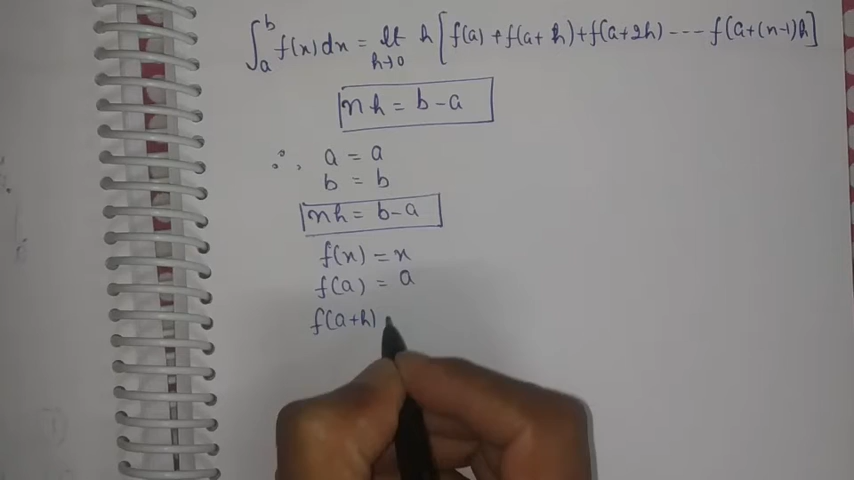 ∫_a^b f(x) dx = lt_{h→0} h [f(a) + f(a+h) + f(a+2h) ---- f(a+(n-1)h]
nh = b-a
∴ a = a
b = b
nh = b-a
f(x) = x
f(a) = a
f(a+h)